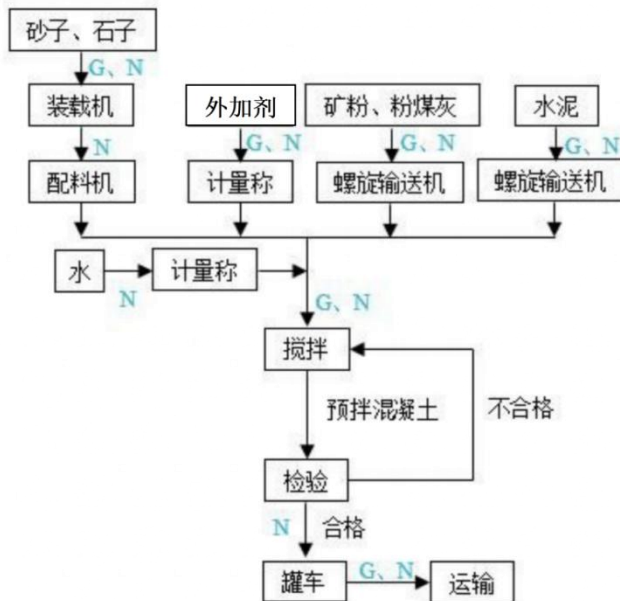 砂子、石子
G、N
装载机
外加剂
矿粉、粉煤灰
水泥
N
G、N
G、N
G、N
配料机
计量称
螺旋输送机
螺旋输送机
水
计量称
N
G、N
搅拌
预拌混凝土
不合格
检验
N
合格
罐车
G、N
运输